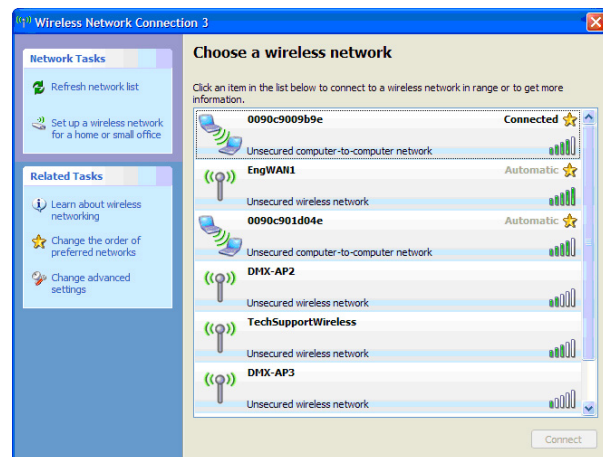 Wireless Network Connection 3
Network Tasks
Refresh network list
Set up a wireless network
for a home or small office
Related Tasks
Learn about wireless
networking
Change the order of
preferred networks
Change advanced
settings
Choose a wireless network
Click an item in the list below to connect to a wireless network in range or to get more
information.
0090c9009b9e Connected
Unsecured computer-to-computer network
EngWAN1 Automatic
Unsecured wireless network
0090c901d04e Automatic
Unsecured computer-to-computer network
DMX-AP2
Unsecured wireless network
TechSupportWireless
Unsecured wireless network
DMX-AP3
Unsecured wireless network
Connect